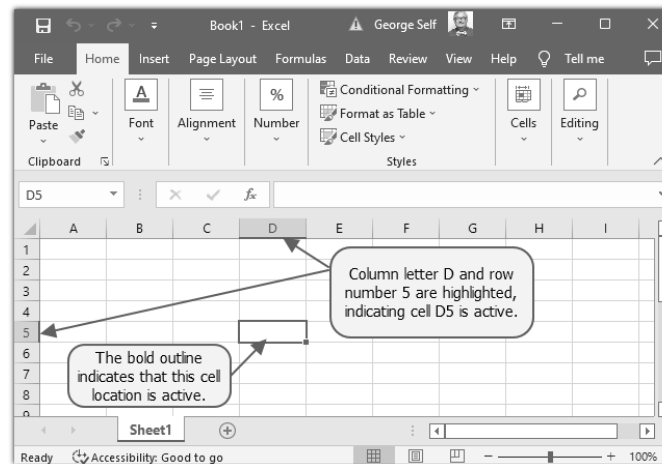 Book1 - Excel
George Self
File Home Insert Page Layout Formulas Data Review View Help Tell me
Paste
Clipboard
A
Font
Alignment
%
Number
Conditional Formatting
Format as Table
Cell Styles
Styles
Cells
Editing
D5
fx
A B C D E F G H I
1
2
3
4
5
6
7
8
9
Column letter D and row
number 5 are highlighted,
indicating cell D5 is active.
The bold outline
indicates that this cell
location is active.
Sheet1
Ready Accessibility: Good to go 100%